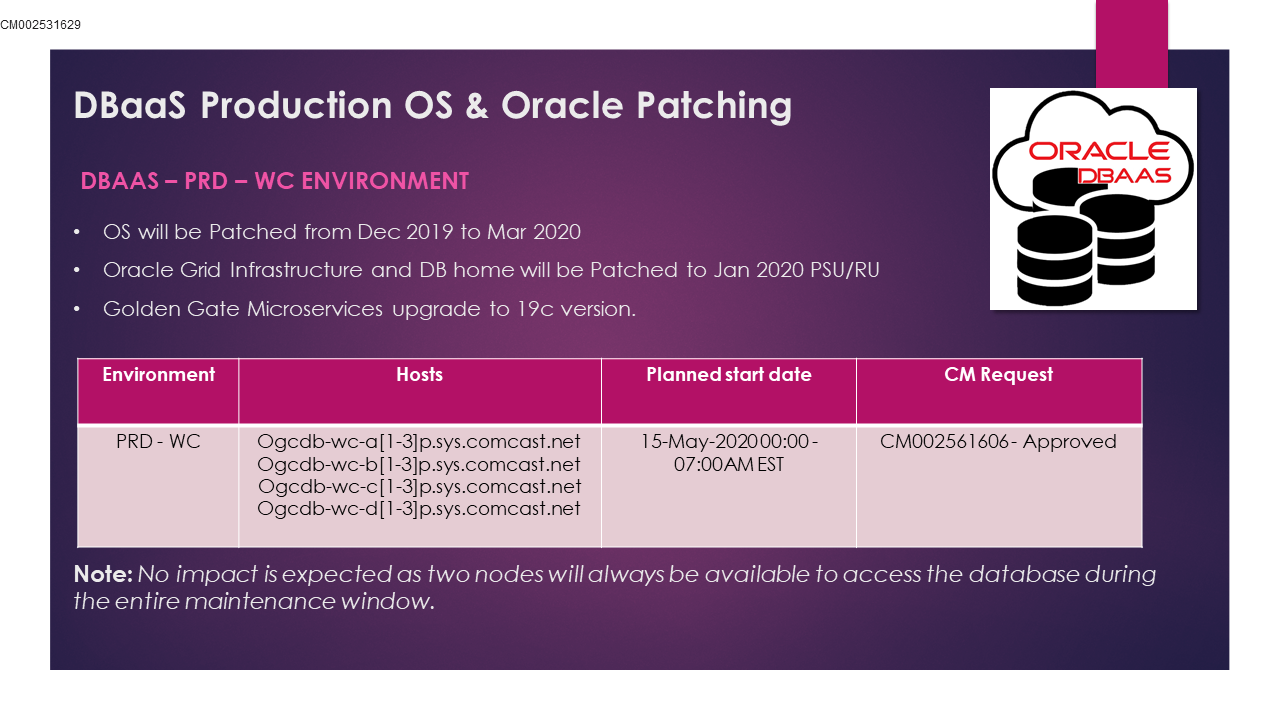 CM002531629
DBaaS Production OS & Oracle Patching
ORACLE
DBAAS
DBAAS – PRD – WC ENVIRONMENT
• OS will be Patched from Dec 2019 to Mar 2020
• Oracle Grid Infrastructure and DB home will be Patched to Jan 2020 PSU/RU
• Golden Gate Microservices upgrade to 19c version.
Environment Hosts Planned start date CM Request
PRD - WC Ogcdb-wc-a[1-3]p.sys.comcast.net 15-May-2020 00:00 - CM002561606 - Approved
Ogcdb-wc-b[1-3]p.sys.comcast.net 07:00AM EST
Ogcdb-wc-c[1-3]p.sys.comcast.net
Ogcdb-wc-d[1-3]p.sys.comcast.net
Note: No impact is expected as two nodes will always be available to access the database during
the entire maintenance window.